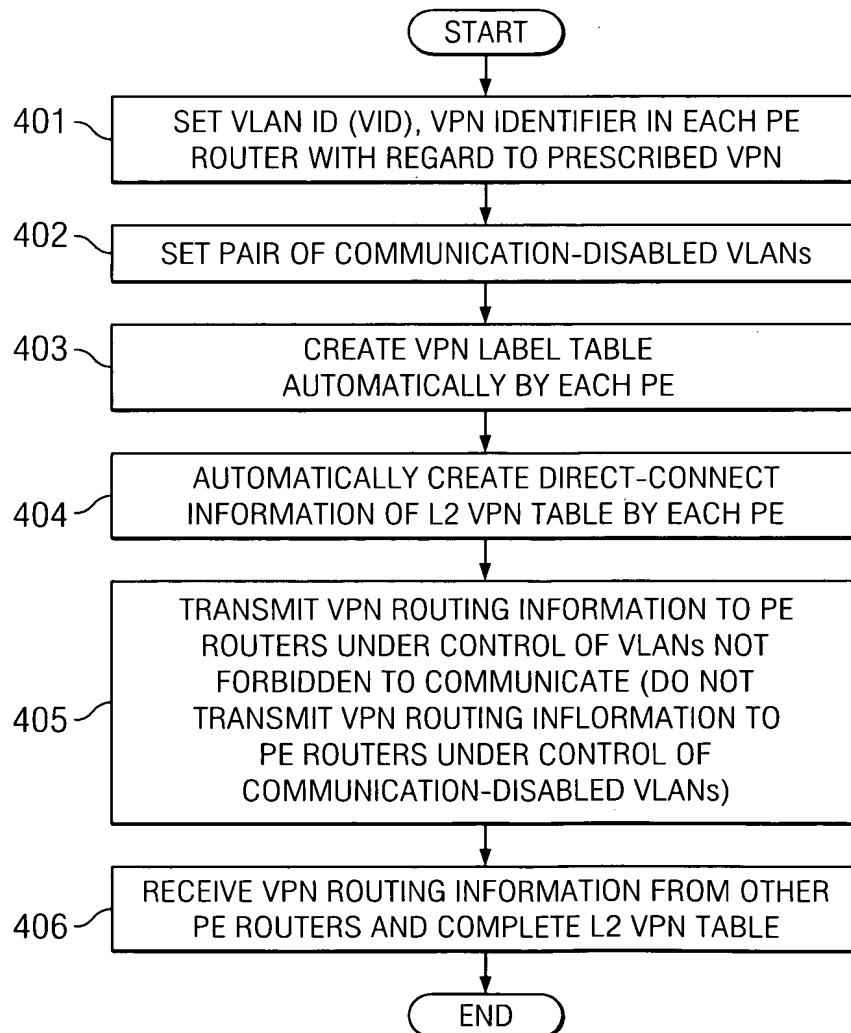 START
401
SET VLAN ID (VID), VPN IDENTIFIER IN EACH PE
ROUTER WITH REGARD TO PRESCRIBED VPN
402
SET PAIR OF COMMUNICATION-DISABLED VLANs
403
CREATE VPN LABEL TABLE
AUTOMATICALLY BY EACH PE
404
AUTOMATICALLY CREATE DIRECT-CONNECT
INFORMATION OF L2 VPN TABLE BY EACH PE
405
TRANSMIT VPN ROUTING INFORMATION TO PE
ROUTERS UNDER CONTROL OF VLANs NOT
FORBIDDEN TO COMMUNICATE (DO NOT
TRANSMIT VPN ROUTING INFLORMATION TO
PE ROUTERS UNDER CONTROL OF
COMMUNICATION-DISABLED VLANs)
406
RECEIVE VPN ROUTING INFORMATION FROM OTHER
PE ROUTERS AND COMPLETE L2 VPN TABLE
END